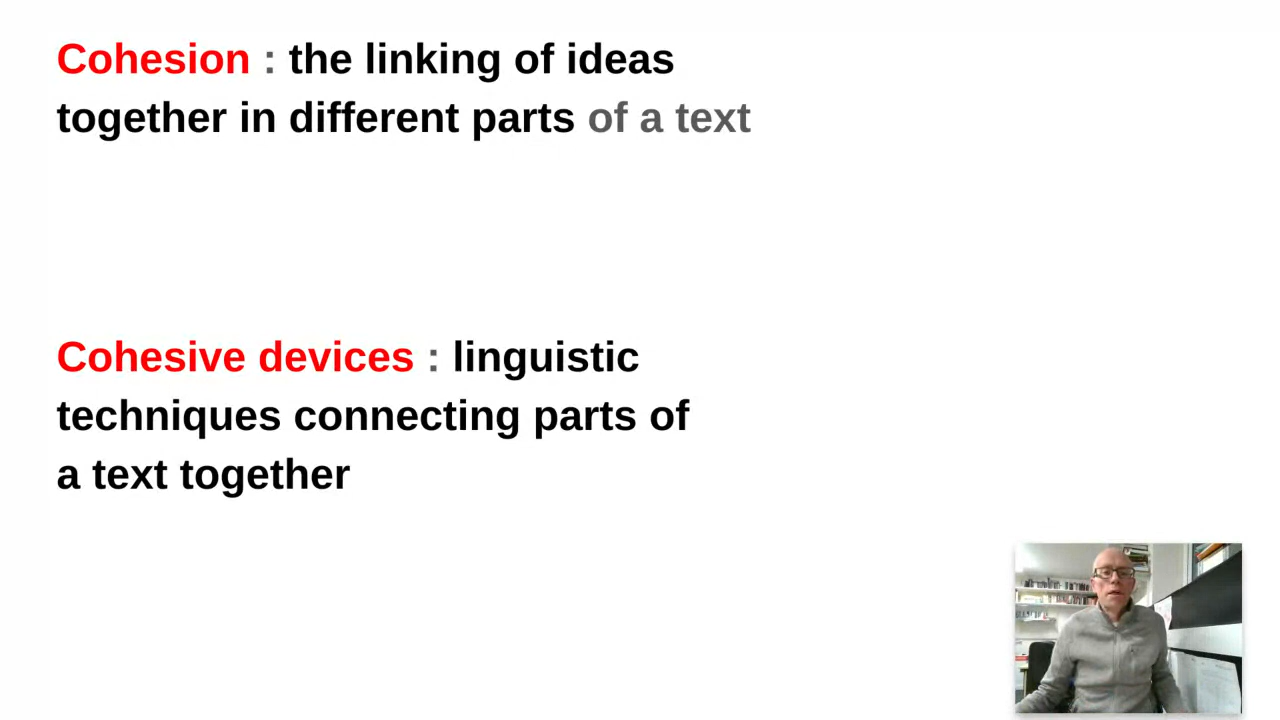 Cohesion : the linking of ideas
together in different parts of a text
Cohesive devices : linguistic
techniques connecting parts of
a text together